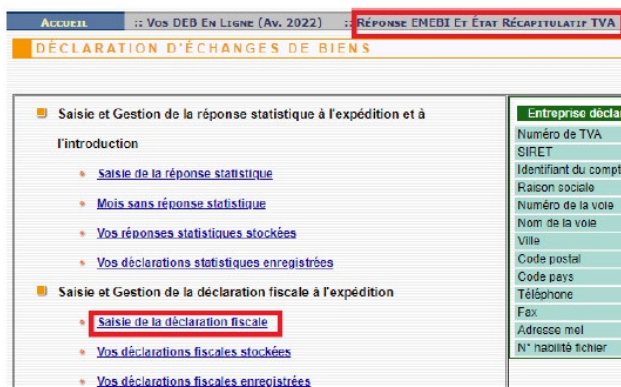 ACCUEIL :: VOS DEB EN LIGNE (AV. 2022) :: RÉPONSE EMEBI ET ÉTAT RÉCAPITULATIF TVA
DÉCLARATION D'ÉCHANGES DE BIENS
Saisie et Gestion de la réponse statistique à l'expédition et à
l'introduction
Saisie de la réponse statistique
Mois sans réponse statistique
Vos réponses statistiques stockées
Vos déclarations statistiques enregistrées
Saisie et Gestion de la déclaration fiscale à l'expédition
Saisie de la déclaration fiscale
Vos déclarations fiscales stockées
Vos déclarations fiscales enregistrées
Entreprise décla
Numéro de TVA
SIRET
Identifiant du compt
Raison sociale
Numéro de la voie
Nom de la voie
Ville
Code postal
Code pays
Téléphone
Fax
Adresse mel
N° habilité fichier